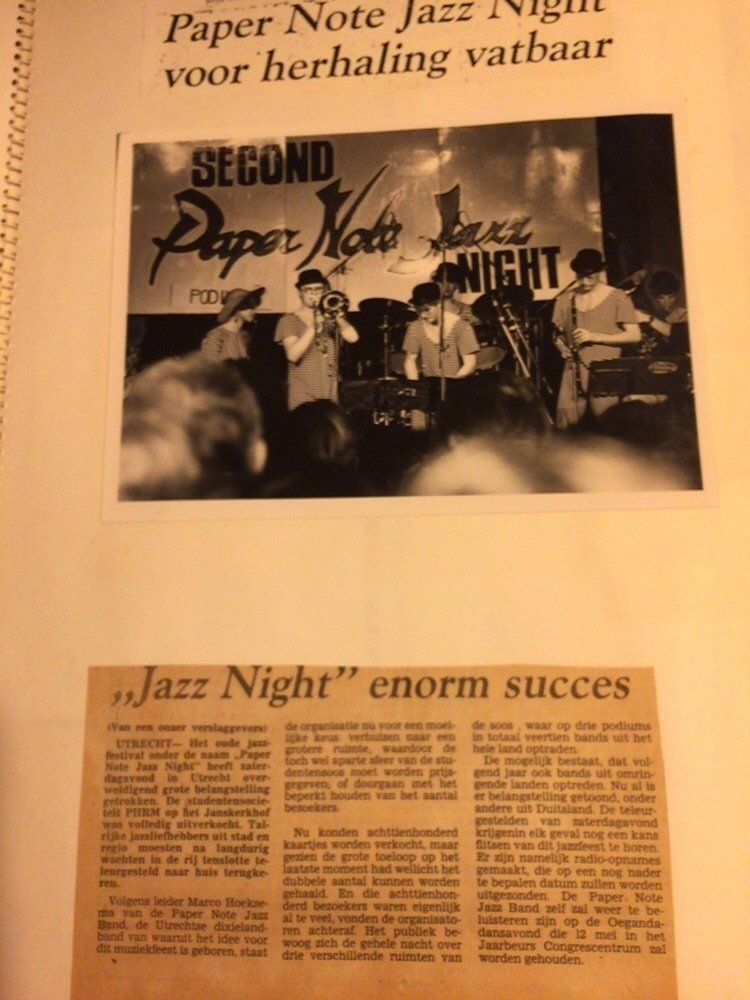 Paper Note Jazz Night
voor herhaling vatbaar
SECOND
Paper Note Jazz
NIGHT
PODIU
„Jazz Night” enorm succes
(Van een onzer verslaggevers)
UTRECHT— Het oude jazz-
festival onder de naam „Paper
Note Jazz Night” heeft zater-
dagavond in Utrecht over-
weldigend grote belangstelling
getrokken. De studentensocie-
teit PHRM op het Janskerkhof
was volledig uitverkocht. Tal-
rijke jazzliefhebbers uit stad en
regio moesten na langdurig
wachten in de rij tenslotte te-
leurgesteld naar huis terugke-
ren.
Volgens leider Marco Hoekse-
ma van de Paper Note Jazz
Band, de Utrechtse dixieland-
band van waaruit het idee voor
dit muziekfeest is geboren, staat
de organisatie nu voor een moei-
lijke keus: verhuizen naar een
grotere ruimte, waardoor de
toch wel aparte sfeer van de stu-
dentensoos moet worden prijs-
gegeven, of doorgaan met het
beperkt houden van het aantal
bezoekers.
Nu konden achttienhonderd
kaartjes worden verkocht, maar
gezien de grote toeloop op het
laatste moment had wellicht het
dubbele aantal kunnen worden
gehaald. En die achttienhon-
derd bezoekers waren eigenlijk
al te veel, vonden de organisato-
ren achteraf. Het publiek be-
woog zich de gehele nacht over
drie verschillende ruimten van
de soos , waar op drie podiums
in totaal veertien bands uit het
hele land optraden.
De mogelijk bestaat, dat vol-
gend jaar ook bands uit omrin-
gende landen optreden. Nu al is
er belangstelling getoond, onder
andere uit Duitsland. De teleur-
gestelden van zaterdagavond
krijgenin elk geval nog een kans
flitsen van dit jazzfeest te horen.
Er zijn namelijk radio-opnames
gemaakt, die op een nog nader
te bepalen datum zullen worden
uitgezonden. De Paper Note
Jazz Band zelf zal weer te be-
luisteren zijn op de Oeganda-
dansavond die 12 mei in het
Jaarbeurs Congrescentrum zal
worden gehouden.